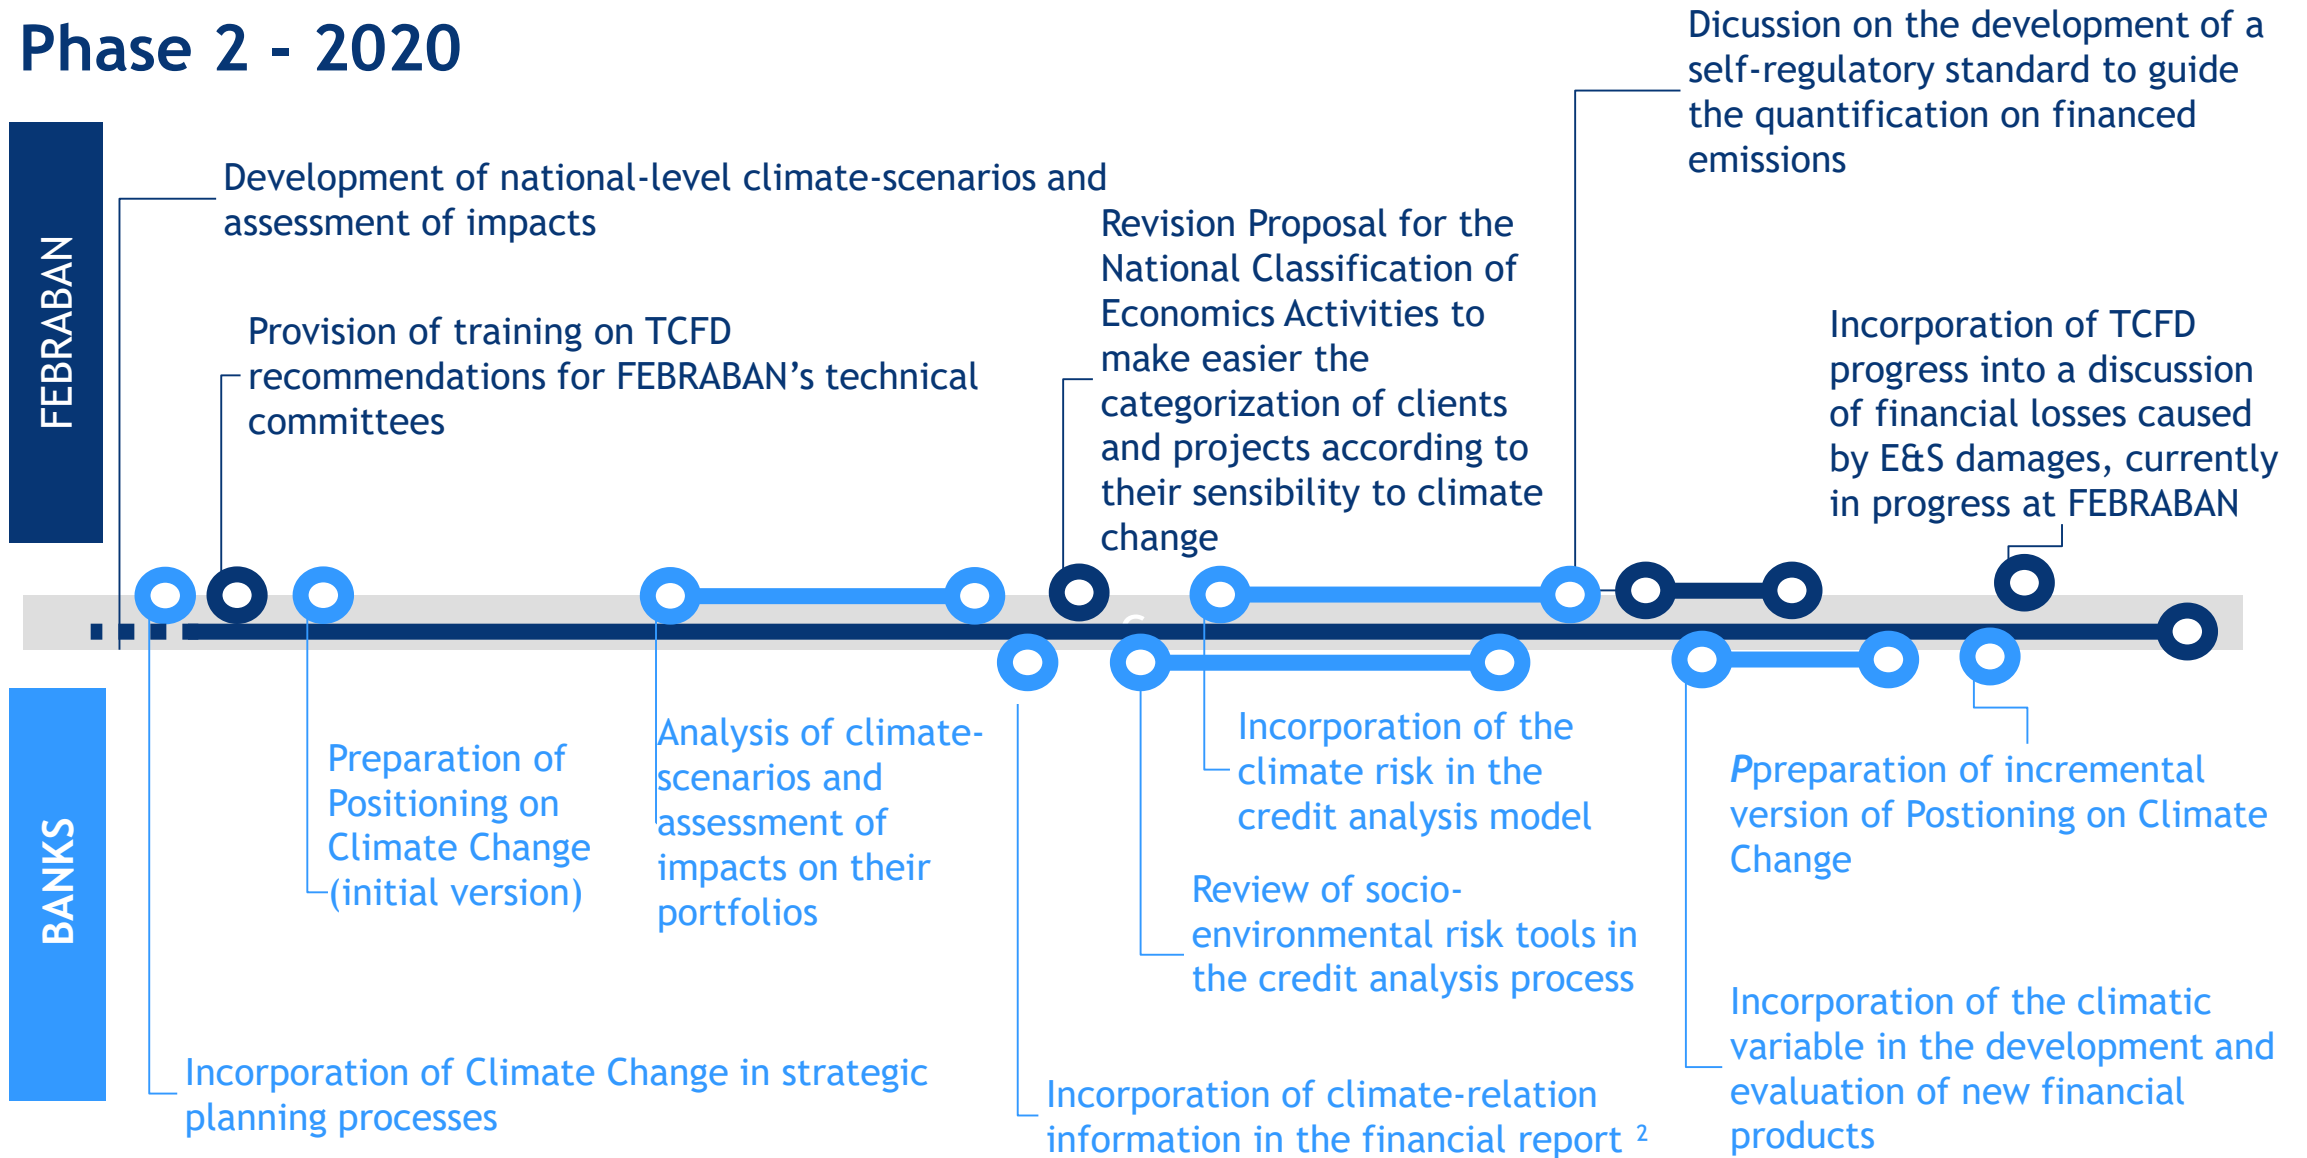 Phase 2 - 2020
Dicussion on the development of a
self-regulatory standard to guide
the quantification on financed
emissions
FEBRABAN
Development of national-level climate-scenarios and
assessment of impacts
Provision of training on TCFD
recommendations for FEBRABAN’s technical
committees
Revision Proposal for the
National Classification of
Economics Activities to
make easier the
categorization of clients
and projects according to
their sensibility to climate
change
Incorporation of TCFD
progress into a discussion
of financial losses caused
by E&S damages, currently
in progress at FEBRABAN
BANKS
Preparation of
Positioning on
Climate Change
(initial version)
Analysis of climate-
scenarios and
assessment of
impacts on their
portfolios
Incorporation of the
climate risk in the
credit analysis model
Review of socio-
environmental risk tools in
the credit analysis process
Ppreparation of incremental
version of Postioning on Climate
Change
Incorporation of Climate Change in strategic
planning processes
Incorporation of climate-relation
information in the financial report ²
Incorporation of the climatic
variable in the development and
evaluation of new financial
products